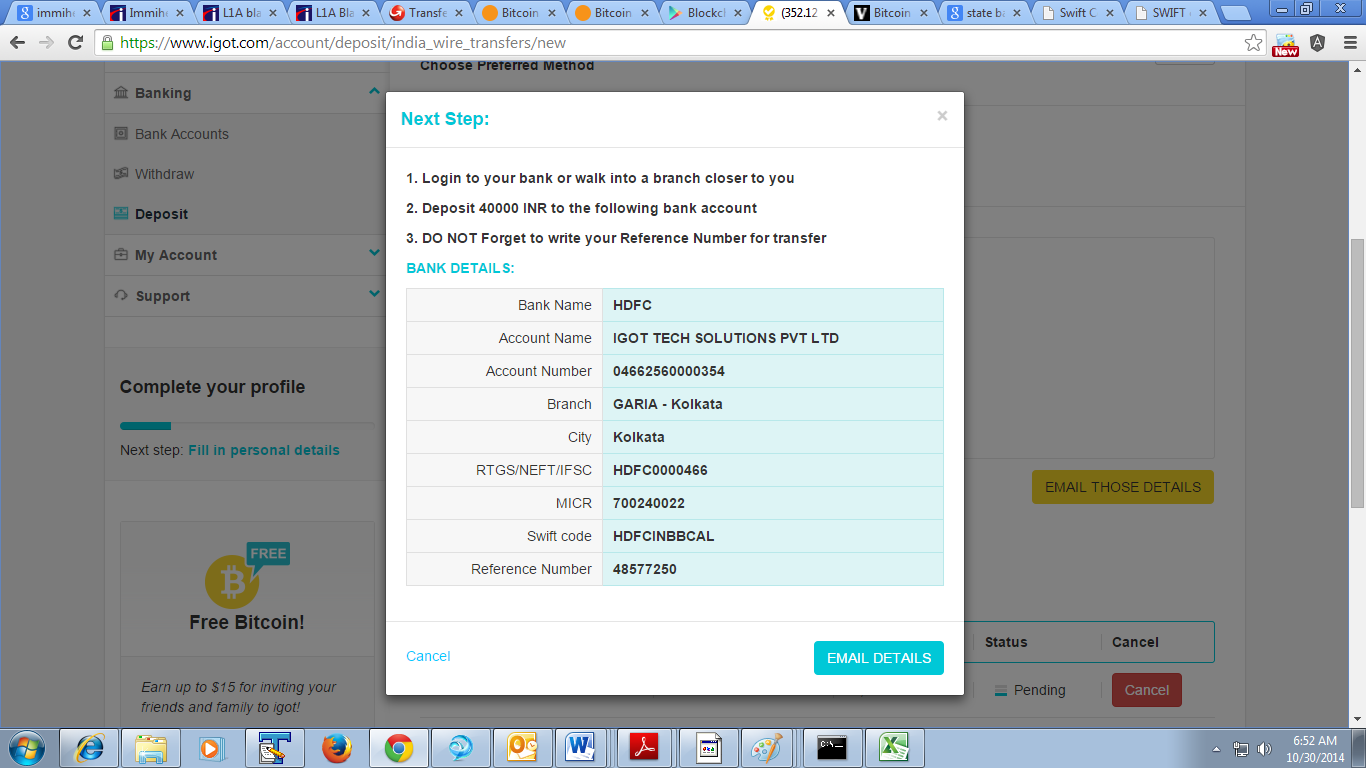 immihe
Immihe
L1A bla
L1A Bla
Transfe
Bitcoin
Bitcoin
Blockch
(352.12
Bitcoin
state ba
Swift C
SWIFT
https://www.igot.com/account/deposit/india_wire_transfers/new
New
Choose Preferred Method
Banking
Bank Accounts
Withdraw
Deposit
My Account
Support
Complete your profile
Next step: Fill in personal details
FREE
Free Bitcoin!
Earn up to $15 for inviting your
friends and family to igot!
Next Step:
×
1. Login to your bank or walk into a branch closer to you
2. Deposit 40000 INR to the following bank account
3. DO NOT Forget to write your Reference Number for transfer
BANK DETAILS:
Bank Name HDFC
Account Name IGOT TECH SOLUTIONS PVT LTD
Account Number 04662560000354
Branch GARIA - Kolkata
City Kolkata
RTGS/NEFT/IFSC HDFC0000466
MICR 700240022
Swift code HDFCINBBCAL
Reference Number 48577250
Cancel
EMAIL DETAILS
EMAIL THOSE DETAILS
Status Cancel
Pending Cancel
6:52 AM
10/30/2014